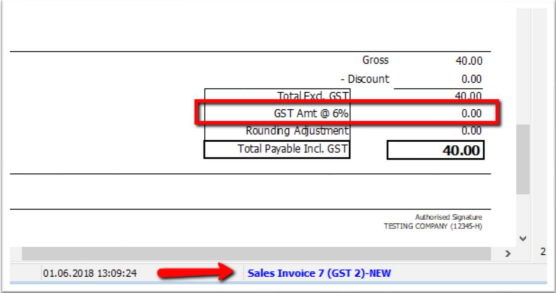 Gross 40.00
- Discount 0.00
Total Excl. GST 40.00
GST Amt @ 6% 0.00
Rounding Adjustment 0.00
Total Payable Incl. GST 40.00
Authorised Signature
TESTING COMPANY (12345-H)
2
01.06.2018 13:09:24 Sales Invoice 7 (GST 2)-NEW